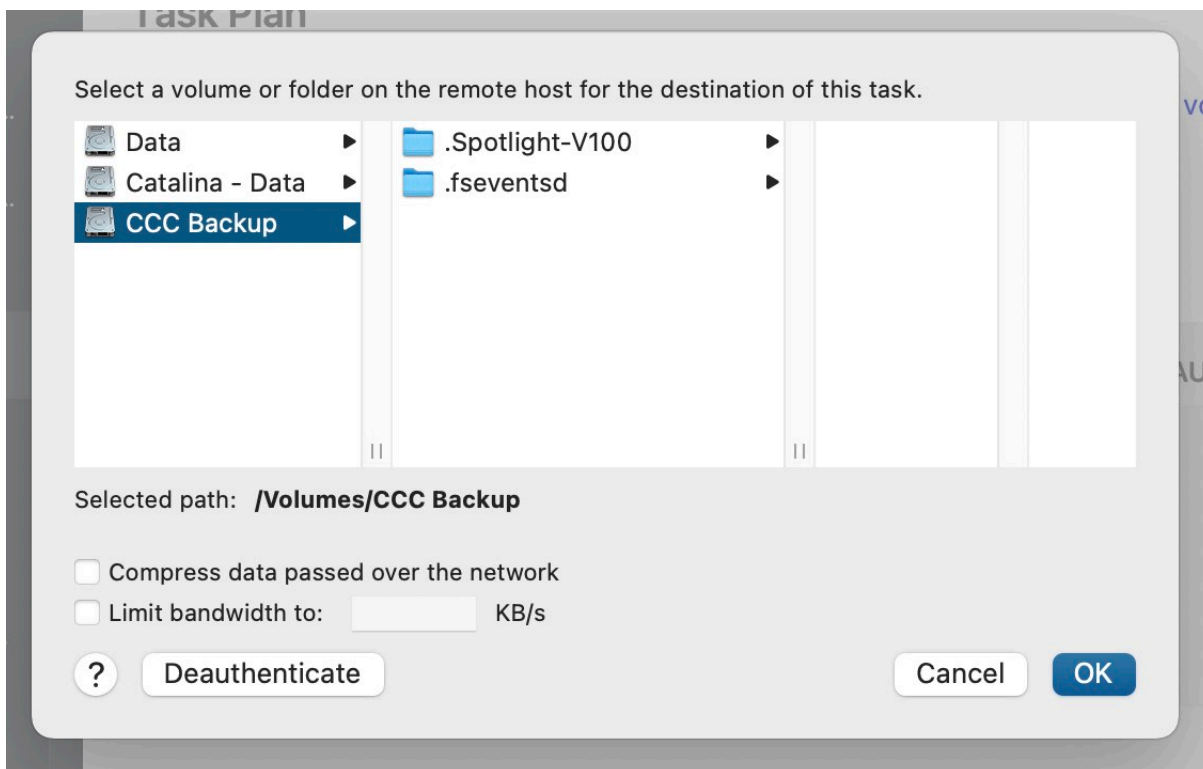 Task Plan
Select a volume or folder on the remote host for the destination of this task.
Data
Catalina - Data
CCC Backup
.Spotlight-V100
.fseventsd
Selected path: /Volumes/CCC Backup
Compress data passed over the network
Limit bandwidth to: KB/s
? Deauthenticate Cancel OK